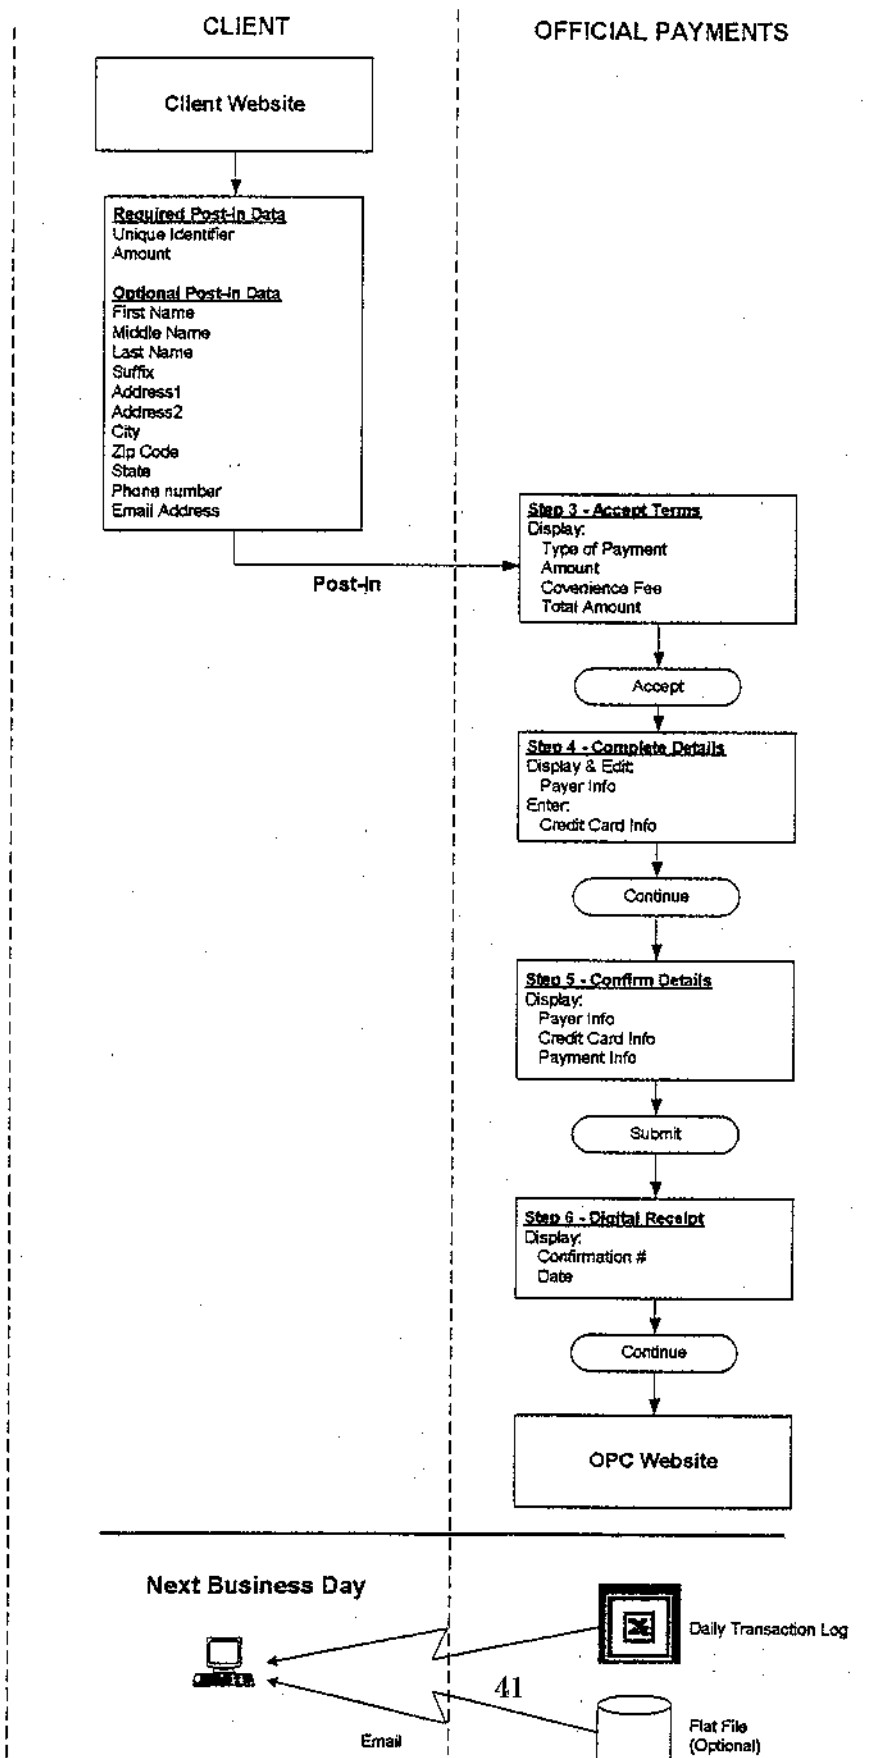 CLIENT
OFFICIAL PAYMENTS
Client Website
Required Post-in Data
Unique Identifier
Amount
Optional Post-in Data
First Name
Middle Name
Last Name
Suffix
Address1
Address2
City
Zip Code
State
Phone number
Email Address
Post-in
Step 3 - Accept Terms
Display:
Type of Payment
Amount
Covenience Fee
Total Amount
Accept
Step 4 - Complete Details
Display & Edit:
Payer Info
Enter:
Credit Card Info
Continue
Step 5 - Confirm Details
Display:
Payer Info
Credit Card Info
Payment Info
Submit
Step 6 - Digital Receipt
Display:
Confirmation #
Date
Continue
OPC Website
Next Business Day
Daily Transaction Log
41
Email
Flat File
(Optional)